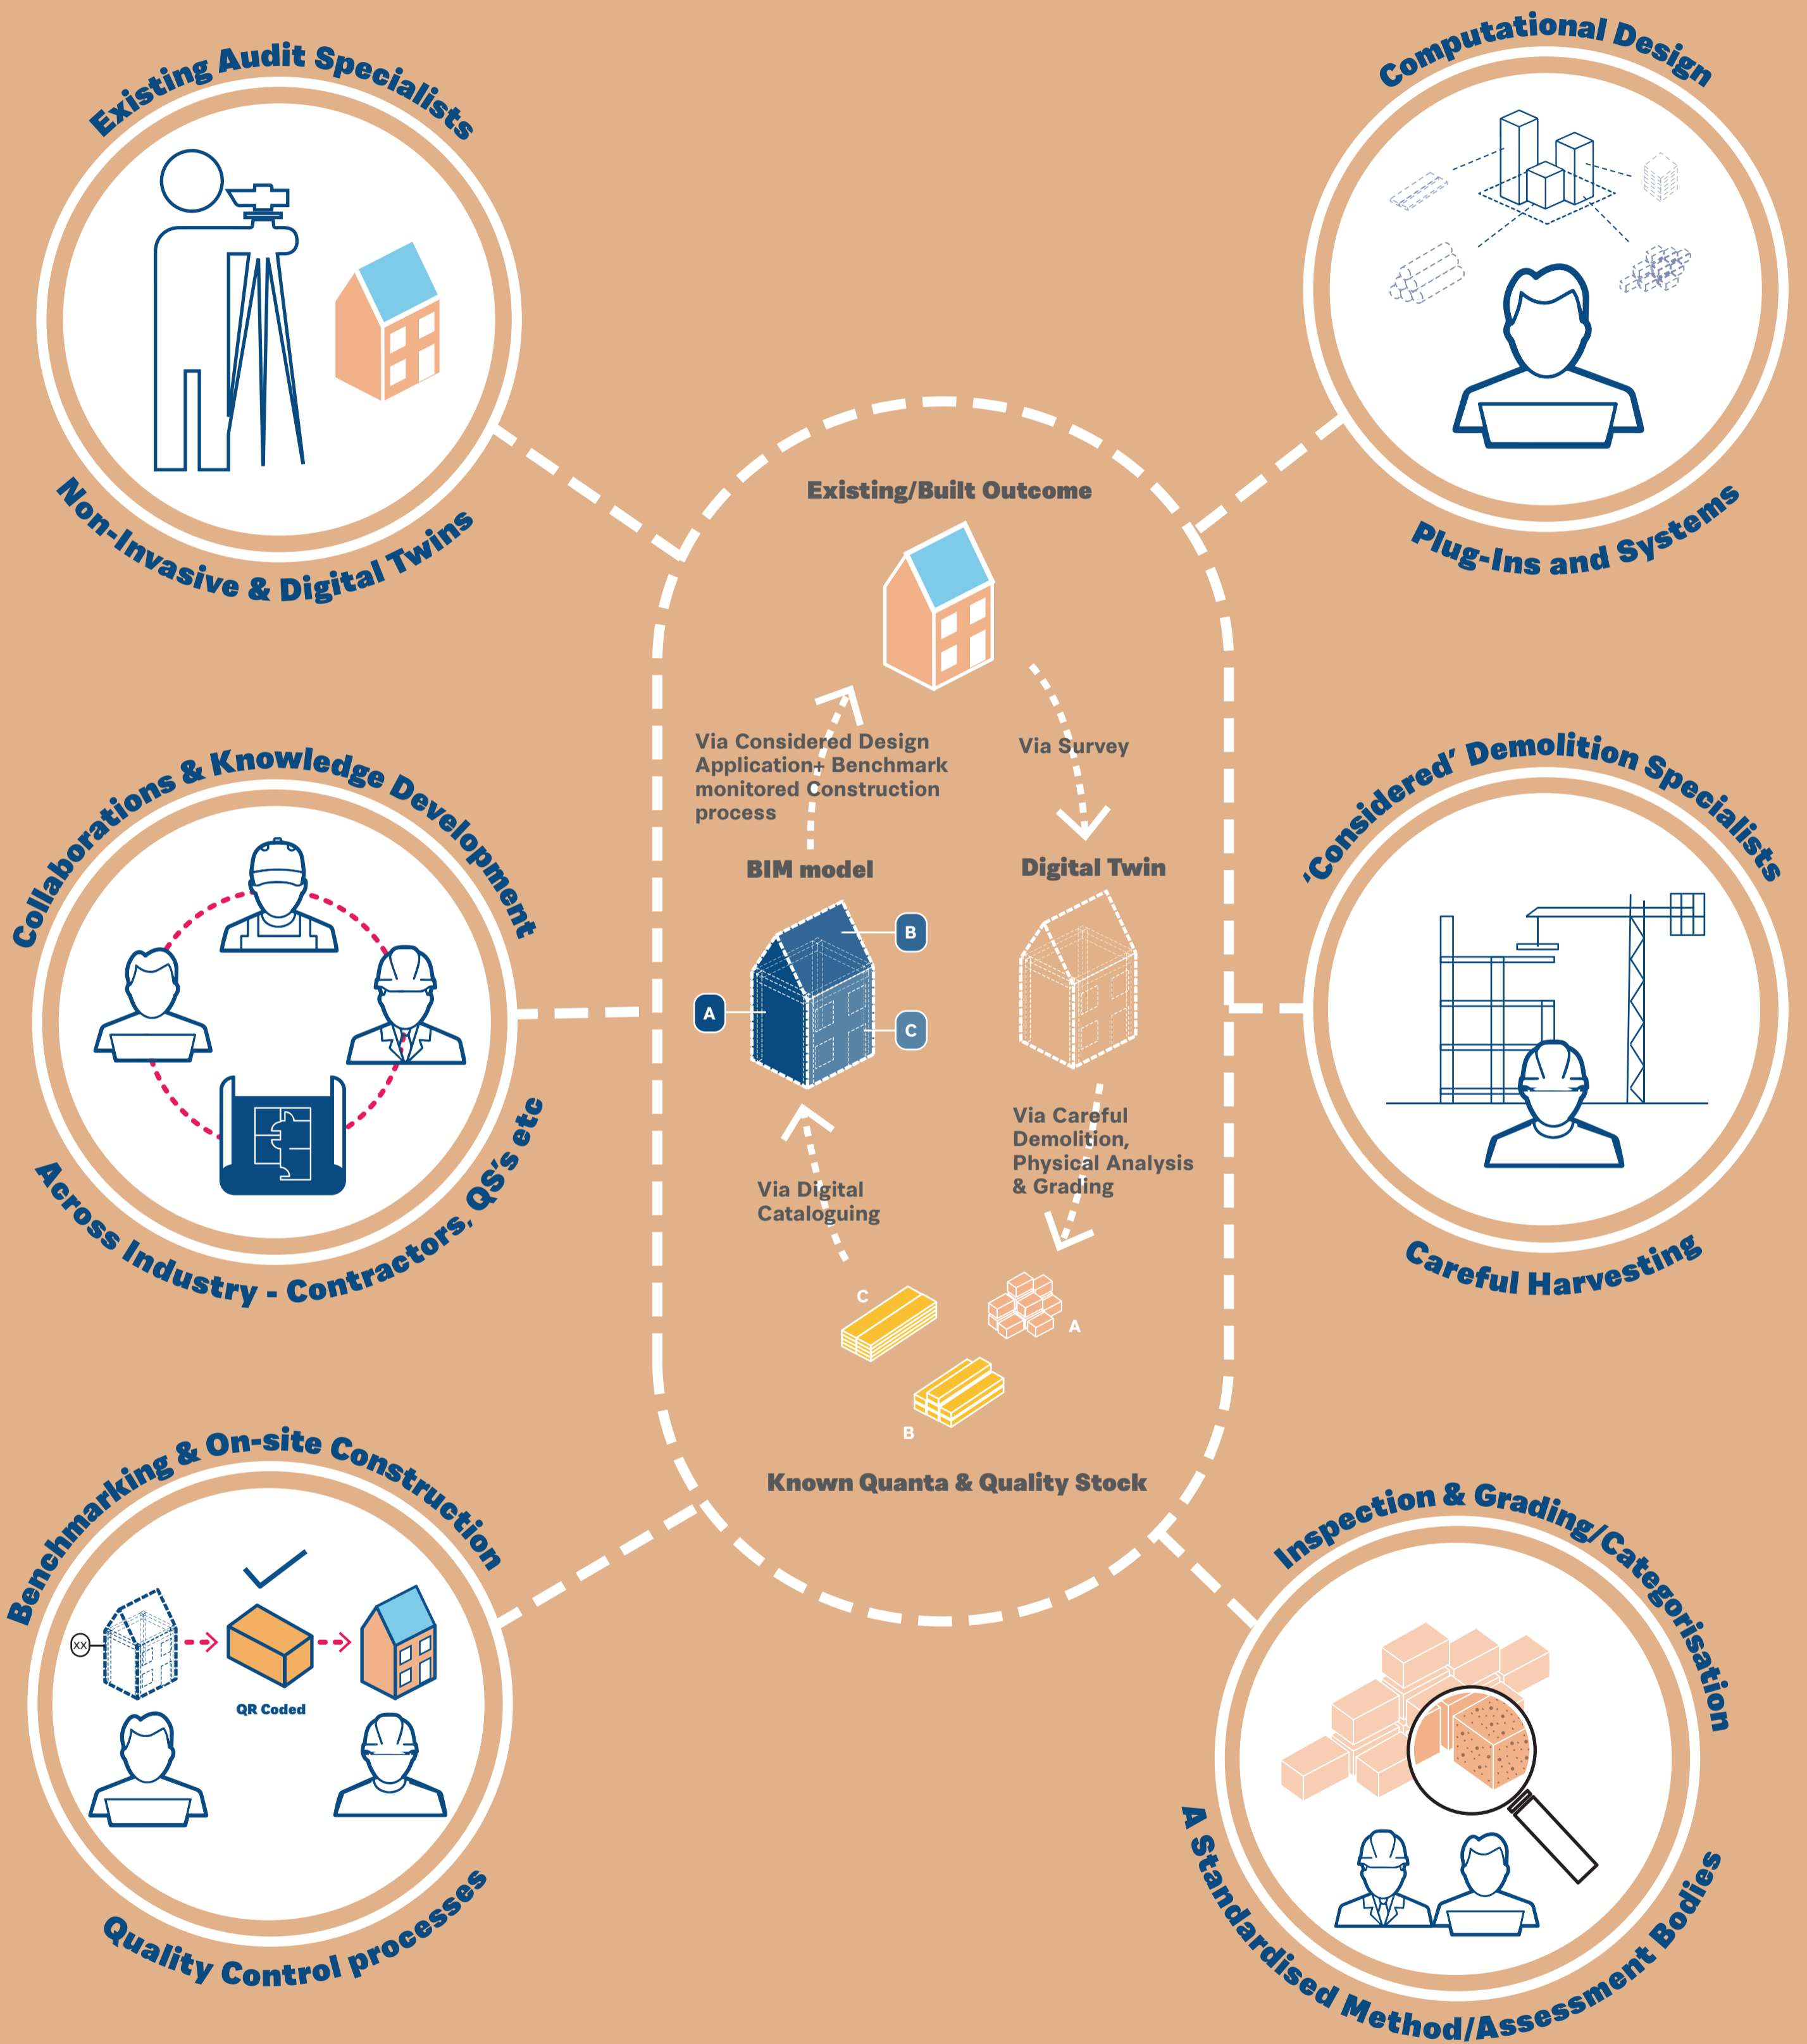 Existing Audit Specialists
Non-Invasive & Digital Twins
Computational Design
Plug-Ins and Systems
Existing/Built Outcome
Via Considered Design
Application+ Benchmark
monitored Construction
process
Via Survey
BIM model
Digital Twin
B
A
C
Via Careful
Demolition,
Physical Analysis
& Grading
Via Digital
Cataloguing
C
A
B
Known Quanta & Quality Stock
Collaborations & Knowledge Development
Across Industry - Contractors, QS's etc
‘Considered’ Demolition Specialists
Careful Harvesting
Benchmarking & On-site Construction
XX
QR Coded
Quality Control processes
Inspection & Grading/Categorisation
A Standardised Method/Assessment Bodies